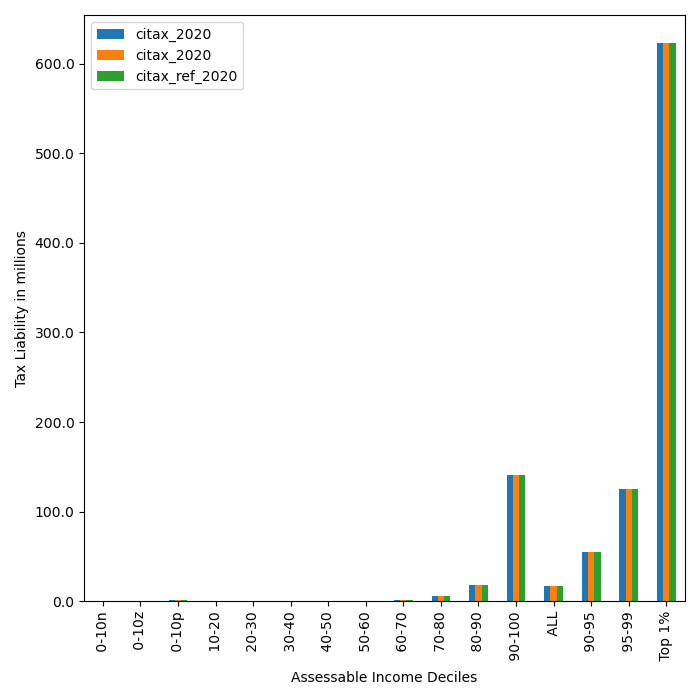 citax_2020
citax_2020
citax_ref_2020
600.0
500.0
400.0
300.0
200.0
100.0
0.0
Tax Liability in millions
0-10n
0-10z
0-10p
10-20
20-30
30-40
40-50
50-60
60-70
70-80
80-90
90-100
ALL
90-95
95-99
Top 1%
Assessable Income Deciles